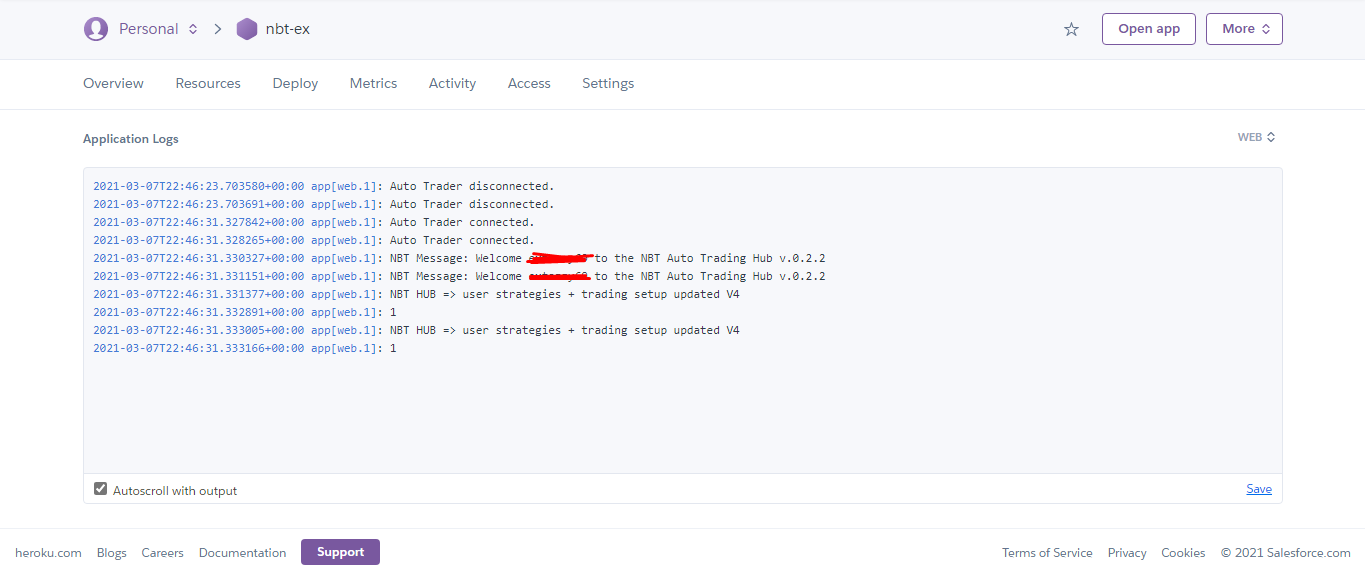 Personal nbt-ex Open app More
Overview Resources Deploy Metrics Activity Access Settings
Application Logs WEB
2021-03-07T22:46:23.703580+00:00 app[web.1]: Auto Trader disconnected.
2021-03-07T22:46:23.703691+00:00 app[web.1]: Auto Trader disconnected.
2021-03-07T22:46:31.327842+00:00 app[web.1]: Auto Trader connected.
2021-03-07T22:46:31.328265+00:00 app[web.1]: Auto Trader connected.
2021-03-07T22:46:31.330327+00:00 app[web.1]: NBT Message: Welcome to the NBT Auto Trading Hub v.0.2.2
2021-03-07T22:46:31.331151+00:00 app[web.1]: NBT Message: Welcome to the NBT Auto Trading Hub v.0.2.2
2021-03-07T22:46:31.331377+00:00 app[web.1]: NBT HUB => user strategies + trading setup updated V4
2021-03-07T22:46:31.332891+00:00 app[web.1]: 1
2021-03-07T22:46:31.333005+00:00 app[web.1]: NBT HUB => user strategies + trading setup updated V4
2021-03-07T22:46:31.333166+00:00 app[web.1]: 1
Autoscroll with output Save
heroku.com Blogs Careers Documentation Support Terms of Service Privacy Cookies © 2021 Salesforce.com